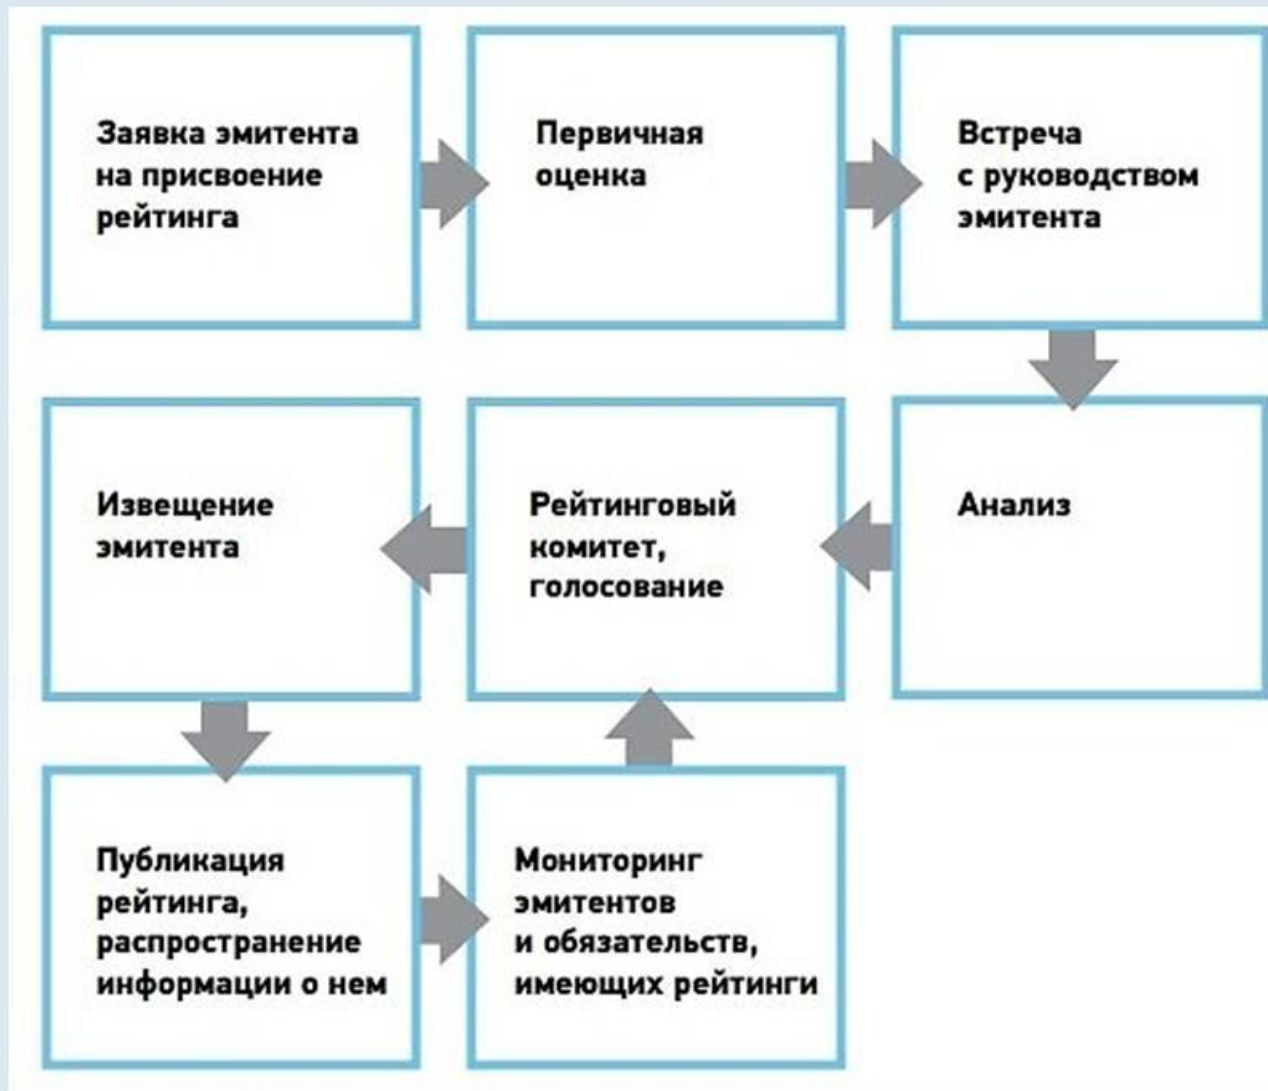 Заявка эмитента
на присвоение
рейтинга
Первичная
оценка
Встреча
с руководством
эмитента
Анализ
Рейтинговый
комитет,
голосование
Извещение
эмитента
Публикация
рейтинга,
распространение
информации о нем
Мониторинг
эмитентов
и обязательств,
имеющих рейтинги